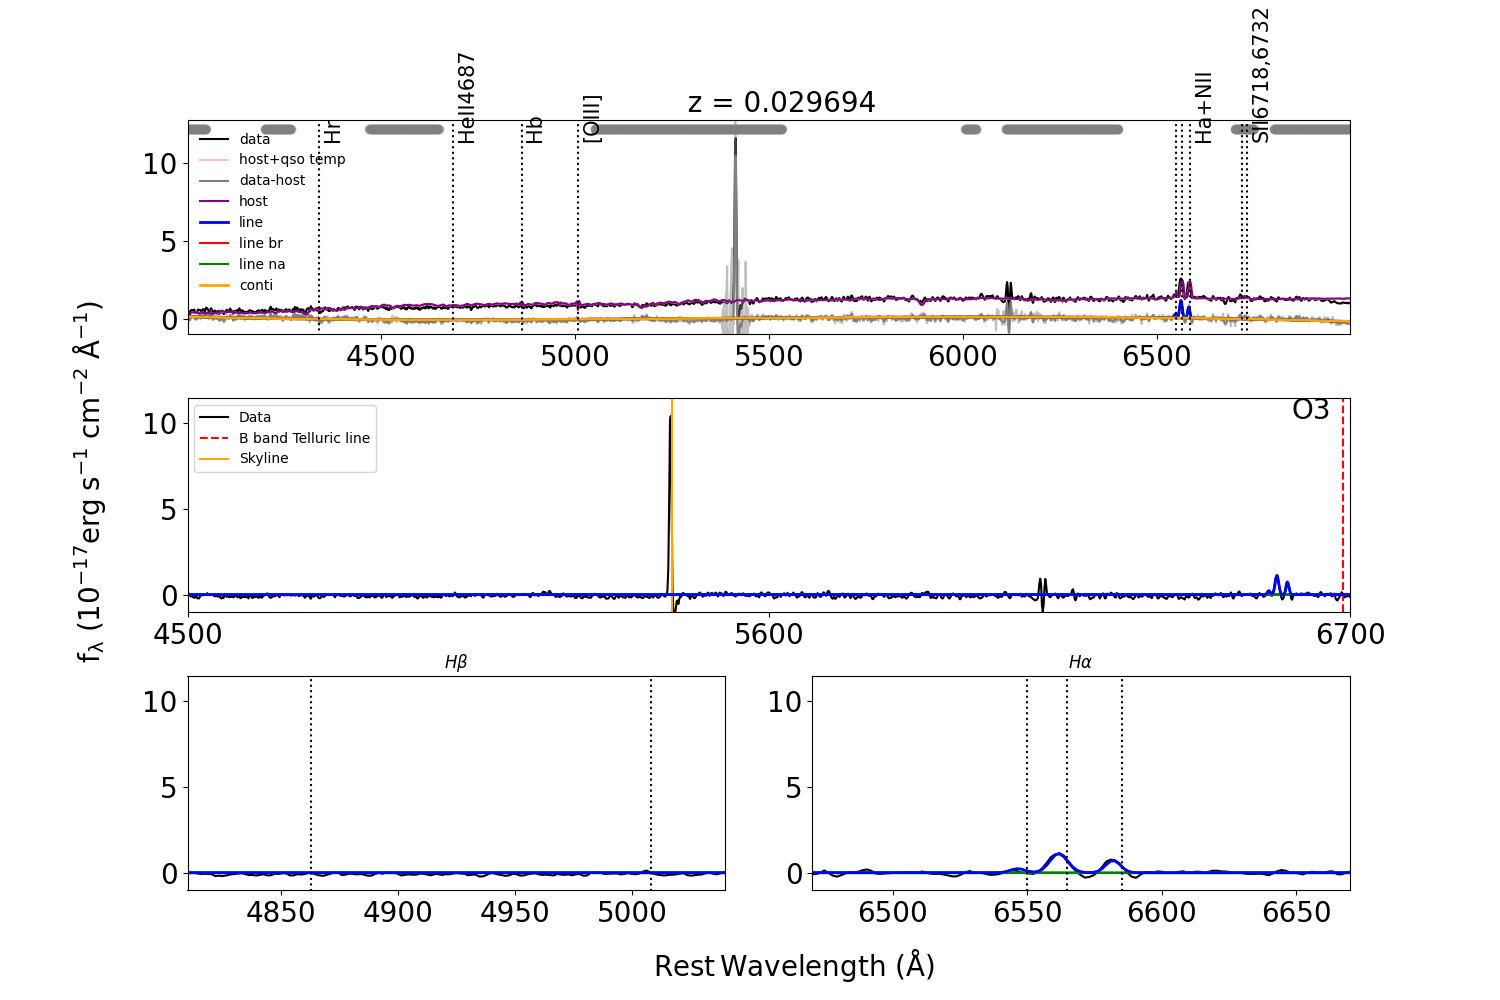 z = 0.029694
Hr
HeII4687
Hb
[OIII]
Ha+NII
SII6718,6732
data
host+qso temp
data-host
host
line
line br
line na
conti
10
5
0
4500
5000
5500
6000
6500
O3
Data
B band Telluric line
Skyline
10
5
0
4500
5600
6700
fλ (10⁻¹⁷erg s⁻¹ cm⁻² Å⁻¹)
Hβ
10
5
0
4850
4900
4950
5000
Hα
10
5
0
6500
6550
6600
6650
Rest Wavelength (Å)